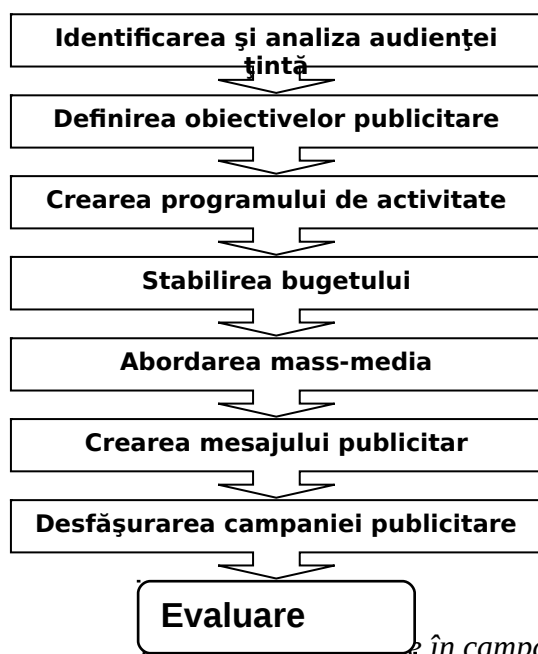 Identificarea şi analiza audienţei
ţintă
Definirea obiectivelor publicitare
Crearea programului de activitate
Stabilirea bugetului
Abordarea mass-media
Crearea mesajului publicitar
Desfăşurarea campaniei publicitare
Evaluare
în